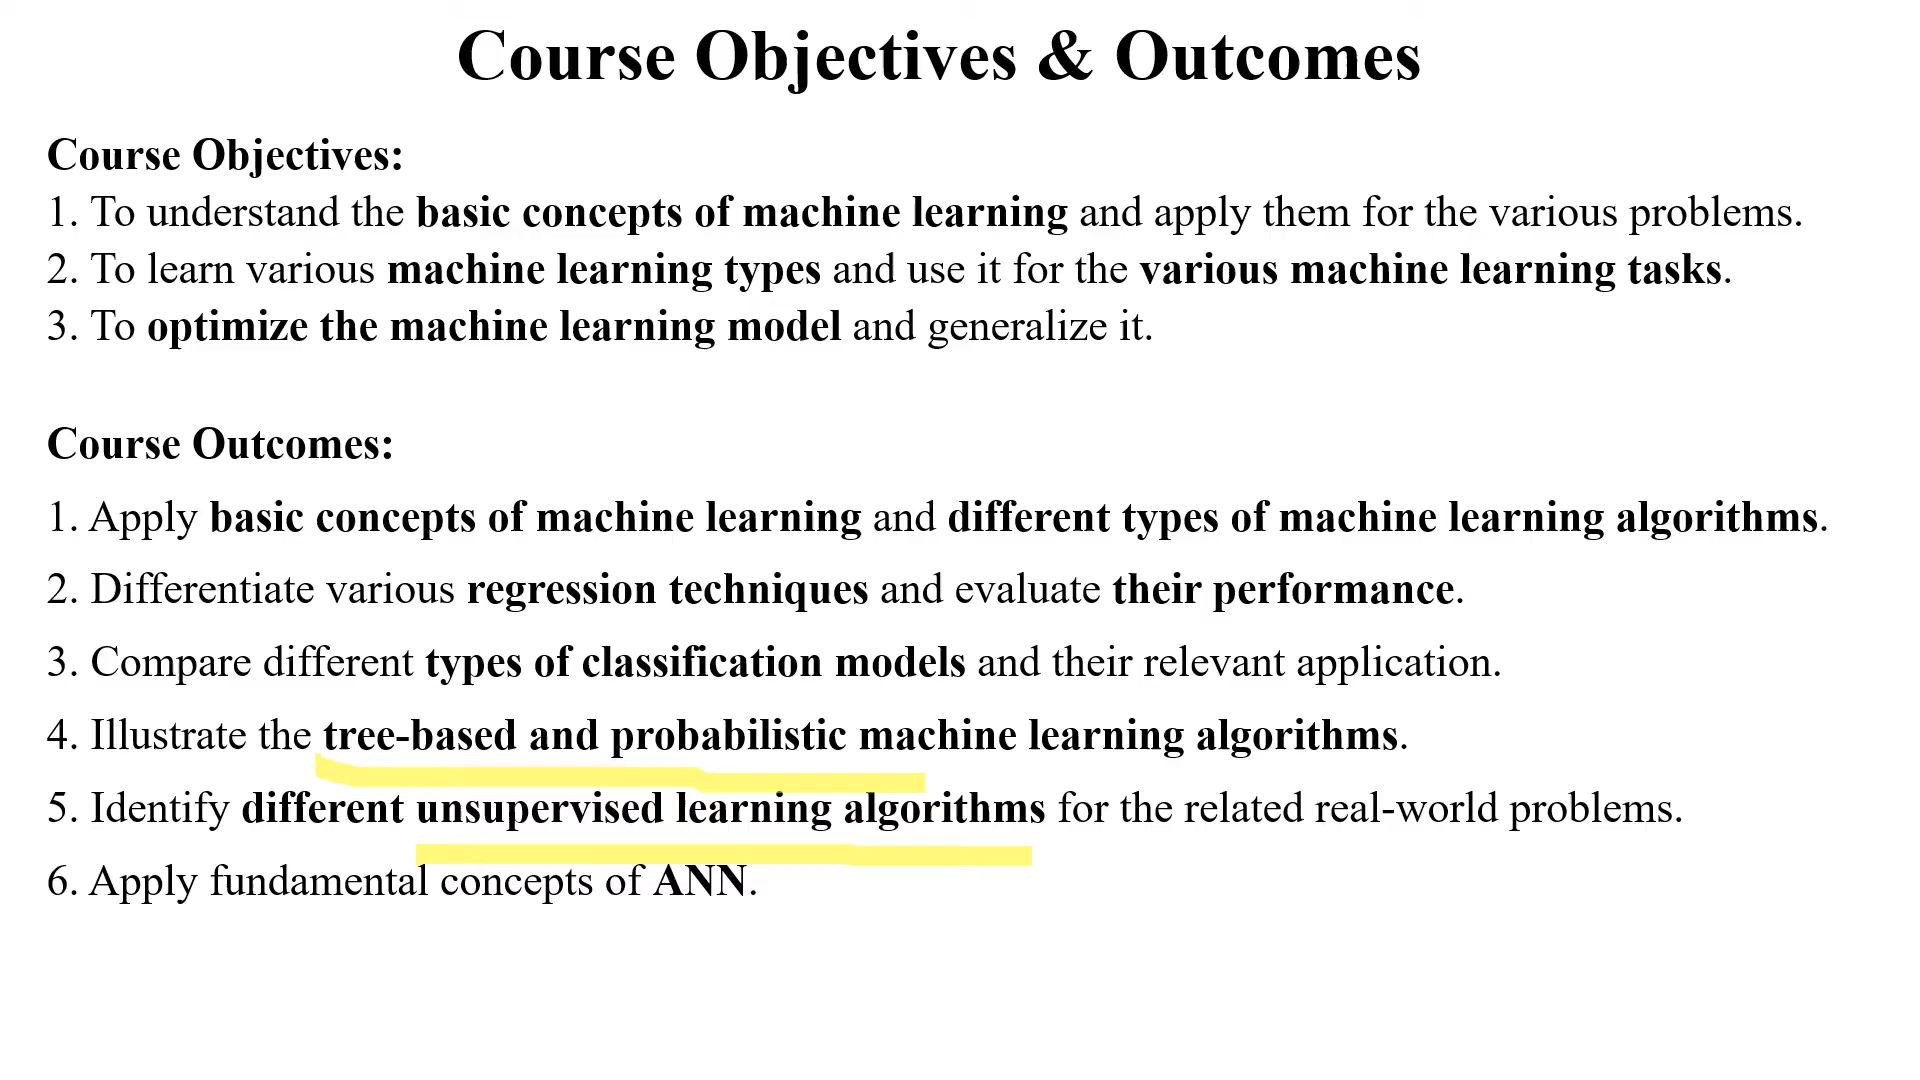 Course Objectives & Outcomes
Course Objectives:
1. To understand the basic concepts of machine learning and apply them for the various problems.
2. To learn various machine learning types and use it for the various machine learning tasks.
3. To optimize the machine learning model and generalize it.
Course Outcomes:
1. Apply basic concepts of machine learning and different types of machine learning algorithms.
2. Differentiate various regression techniques and evaluate their performance.
3. Compare different types of classification models and their relevant application.
4. Illustrate the tree-based and probabilistic machine learning algorithms.
5. Identify different unsupervised learning algorithms for the related real-world problems.
6. Apply fundamental concepts of ANN.